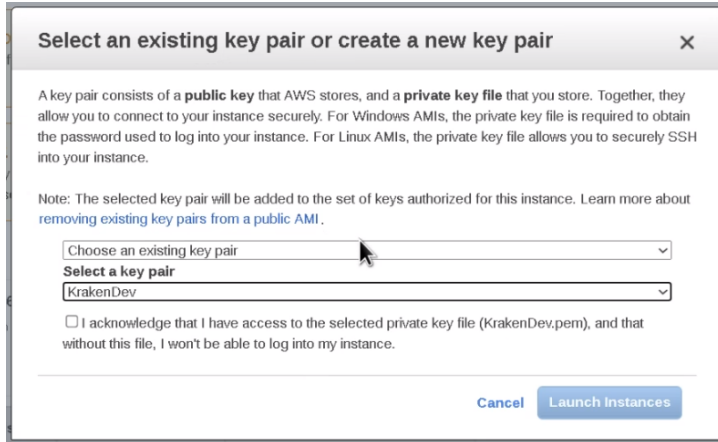 Select an existing key pair or create a new key pair
A key pair consists of a public key that AWS stores, and a private key file that you store. Together, they
allow you to connect to your instance securely. For Windows AMIs, the private key file is required to obtain
the password used to log into your instance. For Linux AMIs, the private key file allows you to securely SSH
into your instance.
Note: The selected key pair will be added to the set of keys authorized for this instance. Learn more about
removing existing key pairs from a public AMI.
Choose an existing key pair
Select a key pair
KrakenDev
I acknowledge that I have access to the selected private key file (KrakenDev.pem), and that
without this file, I won't be able to log into my instance.
Cancel Launch Instances